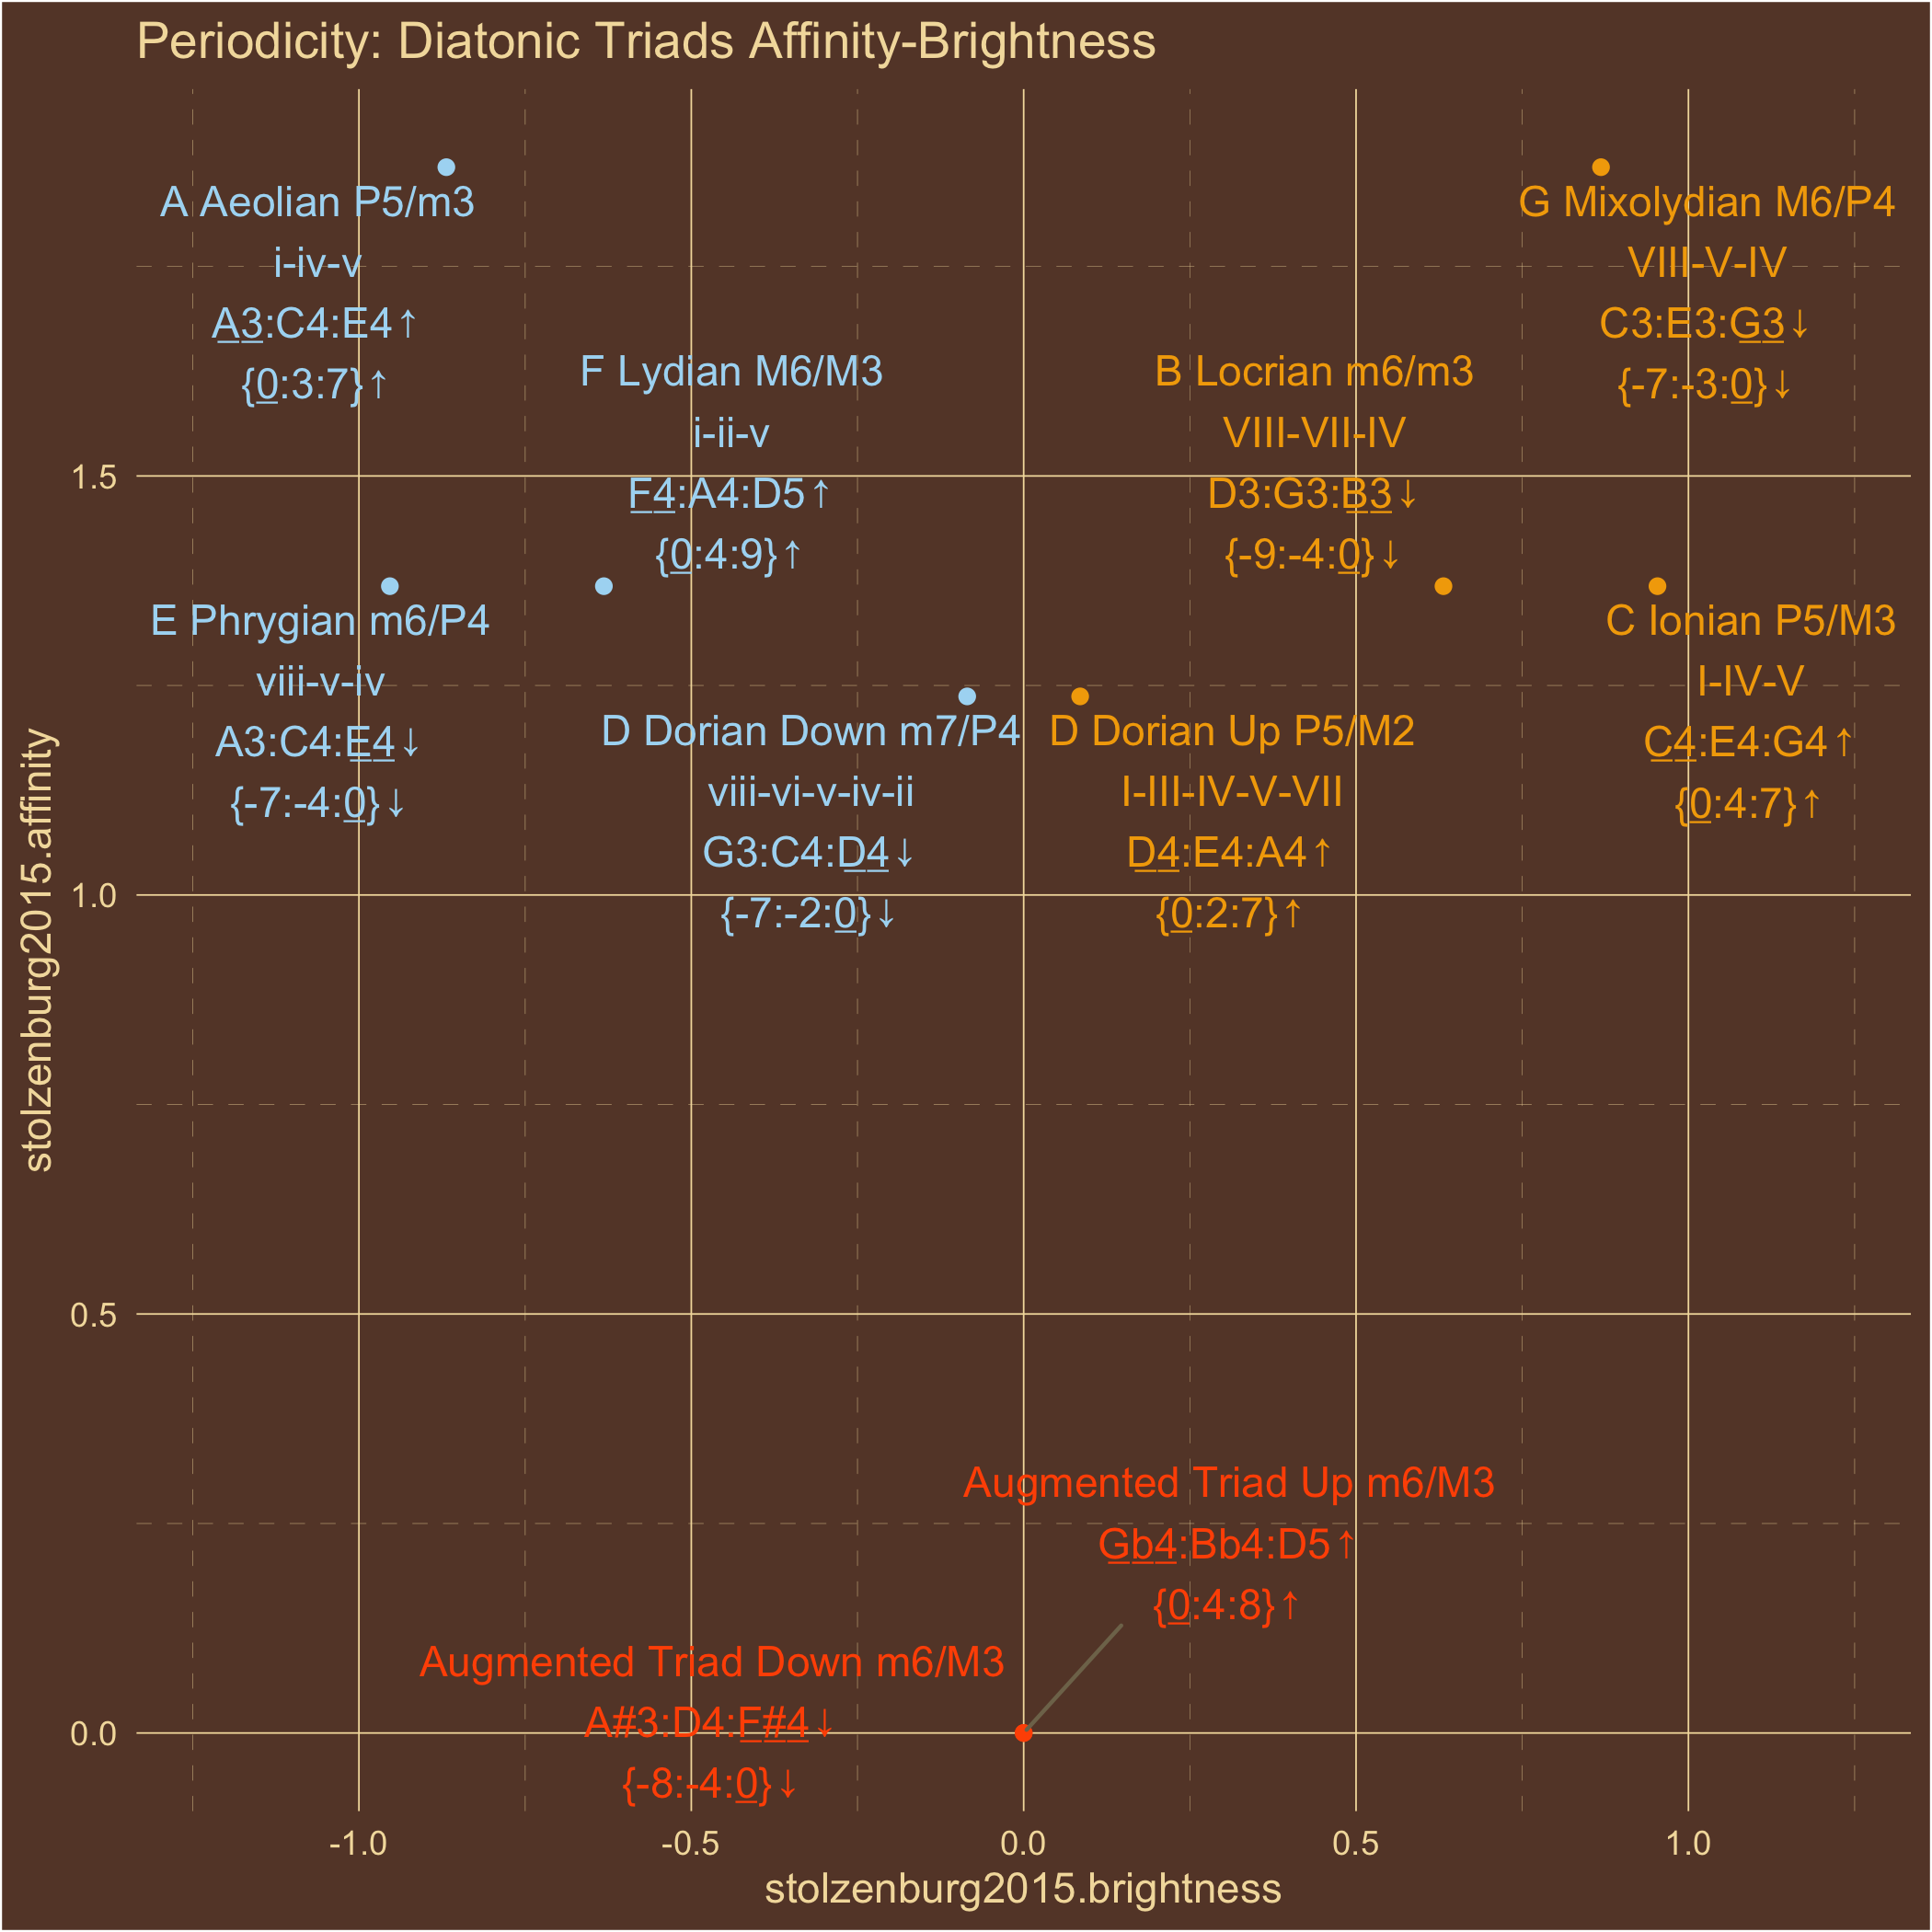 Periodicity: Diatonic Triads Affinity-Brightness
A Aeolian P5/m3
i-iv-v
A3:C4:E4↑
{0:3:7}↑
G Mixolydian M6/P4
VIII-V-IV
C3:E3:G3↓
{-7:-3:0}↓
F Lydian M6/M3
i-ii-v
F4:A4:D5↑
{0:4:9}↑
B Locrian m6/m3
VIII-VII-IV
D3:G3:B3↓
{-9:-4:0}↓
E Phrygian m6/P4
viii-v-iv
A3:C4:E4↓
{-7:-4:0}↓
C Ionian P5/M3
I-IV-V
C4:E4:G4↑
{0:4:7}↑
D Dorian Down m7/P4
viii-vi-v-iv-ii
G3:C4:D4↓
{-7:-2:0}↓
D Dorian Up P5/M2
I-III-IV-V-VII
D4:E4:A4↑
{0:2:7}↑
Augmented Triad Up m6/M3
Gb4:Bb4:D5↑
{0:4:8}↑
Augmented Triad Down m6/M3
A#3:D4:F#4↓
{-8:-4:0}↓
1.5
1.0
0.5
0.0
stolzenburg2015.affinity
-1.0
-0.5
0.0
0.5
1.0
stolzenburg2015.brightness